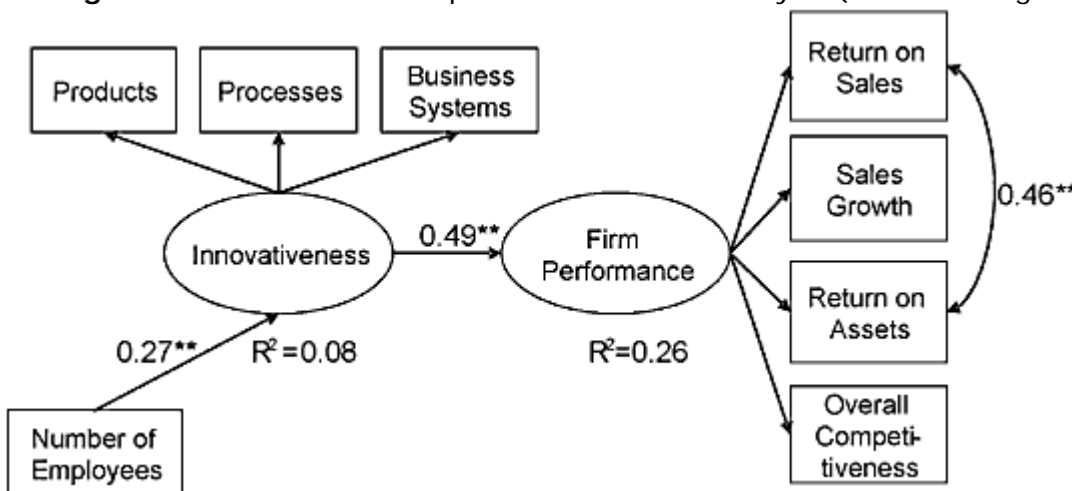 Products
Processes
Business
Systems
Return on
Sales
Sales
Growth
0.46**
Innovativeness
0.49**
Firm
Performance
Return on
Assets
0.27**
R²=0.08
R²=0.26
Number of
Employees
Overall
Competi-
tiveness